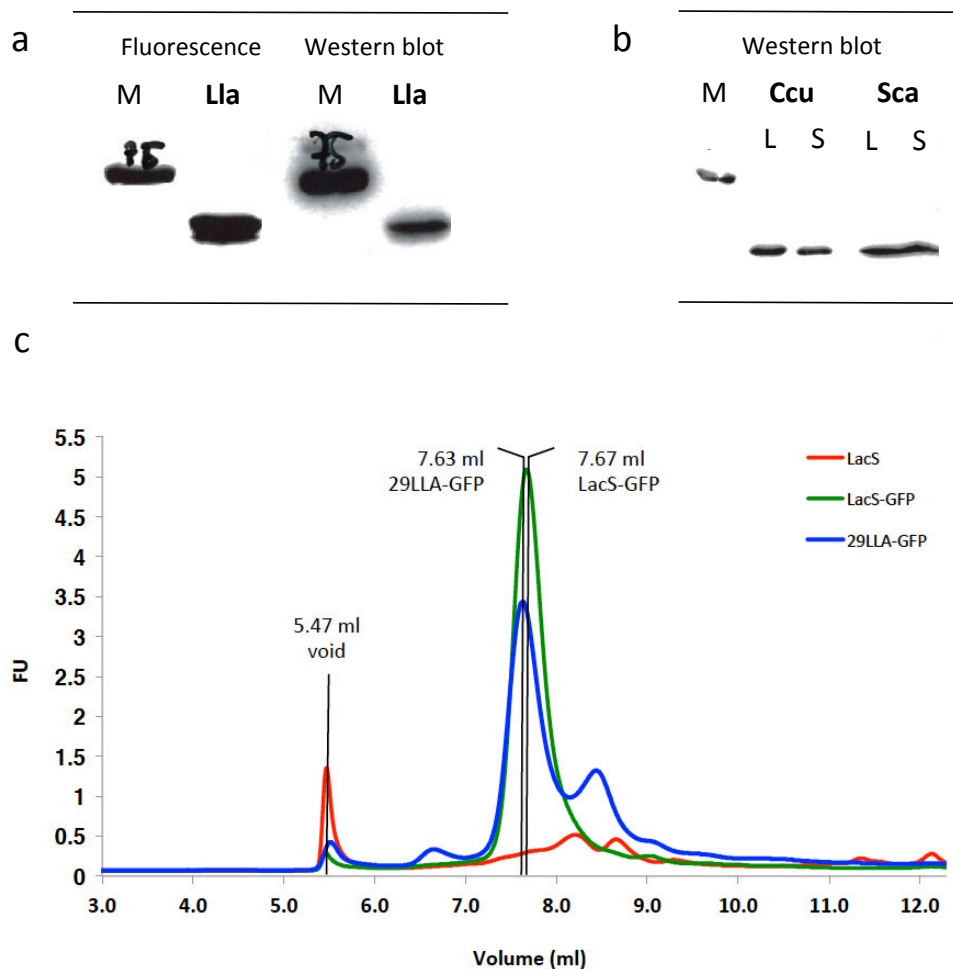 a
Fluorescence Western blot
M Lla M Lla
75 75
b
Western blot
M Ccu Sca
L S L S
c
5.5
5
4.5
4
3.5
3
2.5
2
1.5
1
0.5
0
FU
7.63 ml
29LLA-GFP
7.67 ml
LacS-GFP
5.47 ml
void
LacS
LacS-GFP
29LLA-GFP
3.0 4.0 5.0 6.0 7.0 8.0 9.0 10.0 11.0 12.0
Volume (ml)